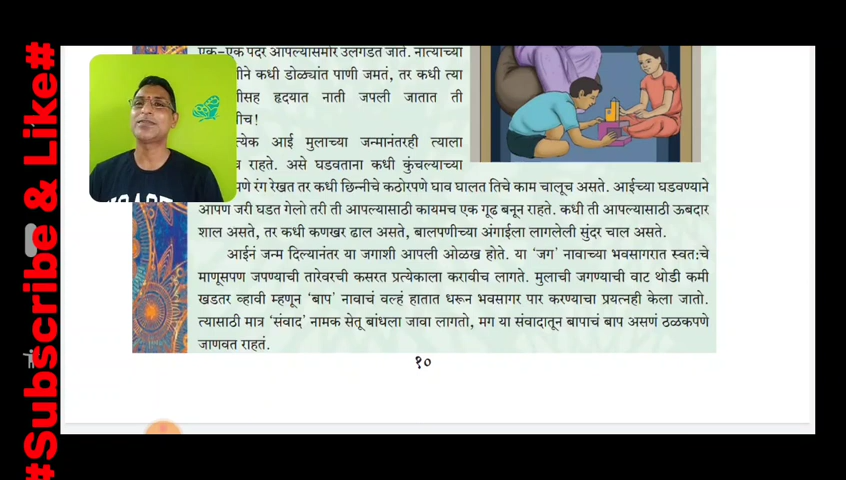 #Subscribe & Like#
एक-एक पदर आपल्यासमोर उलगडत जाते. नात्यांच्या
कधी डोळ्यांत पाणी जमतं, तर कधी त्या
हृदयात नाती जपली जातात ती
आई मुलाच्या जन्मानंतरही त्याला
राहते. असे घडवताना कधी कुंचल्याच्या
रंग रेखत तर कधी छिन्नीचे कठोरपणे घाव घालत तिचे काम चालूच असते. आईच्या घडवण्याने
आपण जरी घडत गेलो तरी ती आपल्यासाठी कायमच एक गूढ बनून राहते. कधी ती आपल्यासाठी ऊबदार
शाल असते, तर कधी कणखर ढाल असते, बालपणीच्या अंगाईला लागलेली सुंदर चाल असते.
आईनं जन्म दिल्यानंतर या जगाशी आपली ओळख होते. या ‘जग’ नावाच्या भवसागरात स्वतःचे
माणूसपण जपण्याची तारेवरची कसरत प्रत्येकाला करावीच लागते. मुलाची जगण्याची वाट थोडी कमी
खडतर व्हावी म्हणून ‘बाप’ नावाचं वल्हं हातात धरून भवसागर पार करण्याचा प्रयत्नही केला जातो.
त्यासाठी मात्र ‘संवाद’ नामक सेतू बांधला जावा लागतो, मग या संवादातून बापाचं बाप असणं ठळकपणे
जाणवत राहतं.
१०